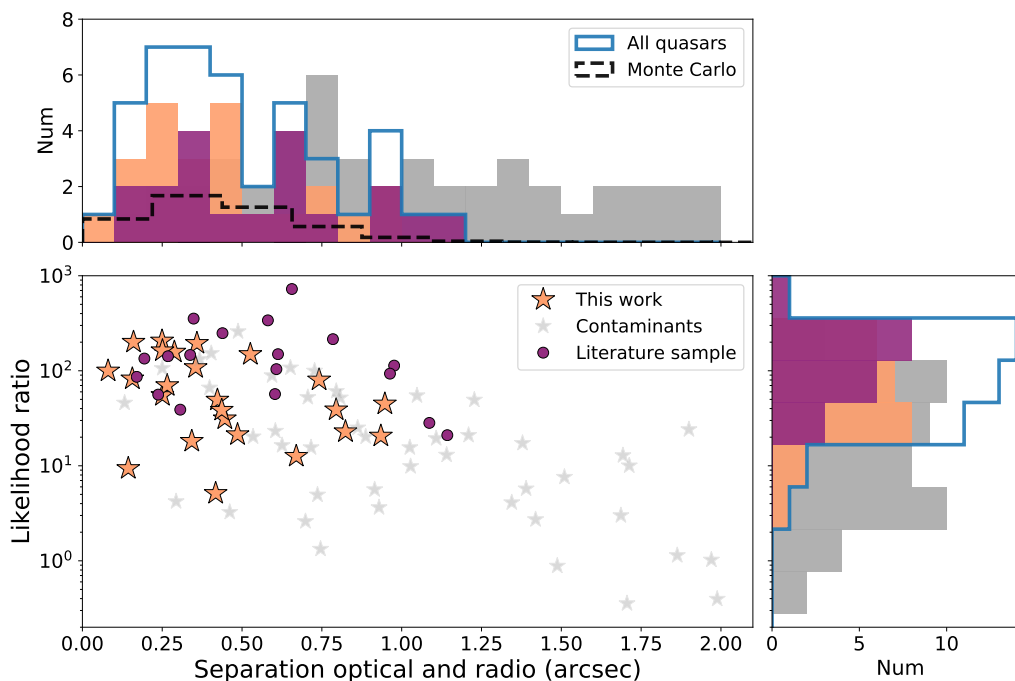 8
6
4
2
0
Num
All quasars
Monte Carlo
10³
10²
10¹
10⁰
Likelihood ratio
This work
Contaminants
Literature sample
0.00 0.25 0.50 0.75 1.00 1.25 1.50 1.75 2.00
Separation optical and radio (arcsec)
0 5 10
Num